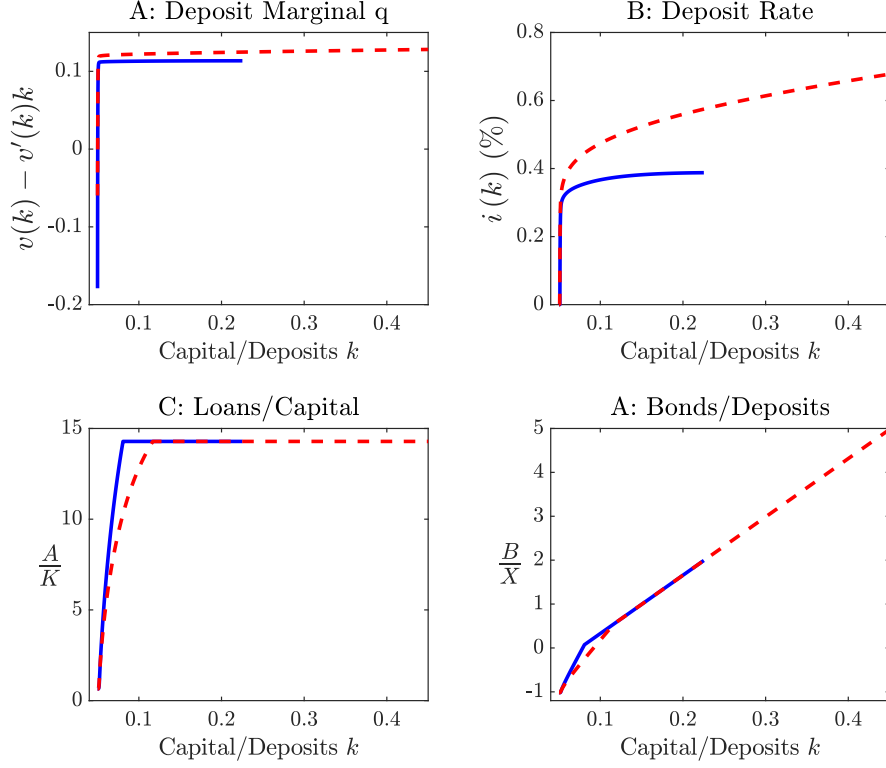 A: Deposit Marginal q
v(k) − v′(k)k
0.1
0
-0.1
-0.2
0.1 0.2 0.3 0.4
Capital/Deposits k
B: Deposit Rate
i (k) (%)
0.8
0.6
0.4
0.2
0
0.1 0.2 0.3 0.4
Capital/Deposits k
C: Loans/Capital
A/K
15
10
5
0
0.1 0.2 0.3 0.4
Capital/Deposits k
A: Bonds/Deposits
B/X
5
4
3
2
1
0
-1
0.1 0.2 0.3 0.4
Capital/Deposits k